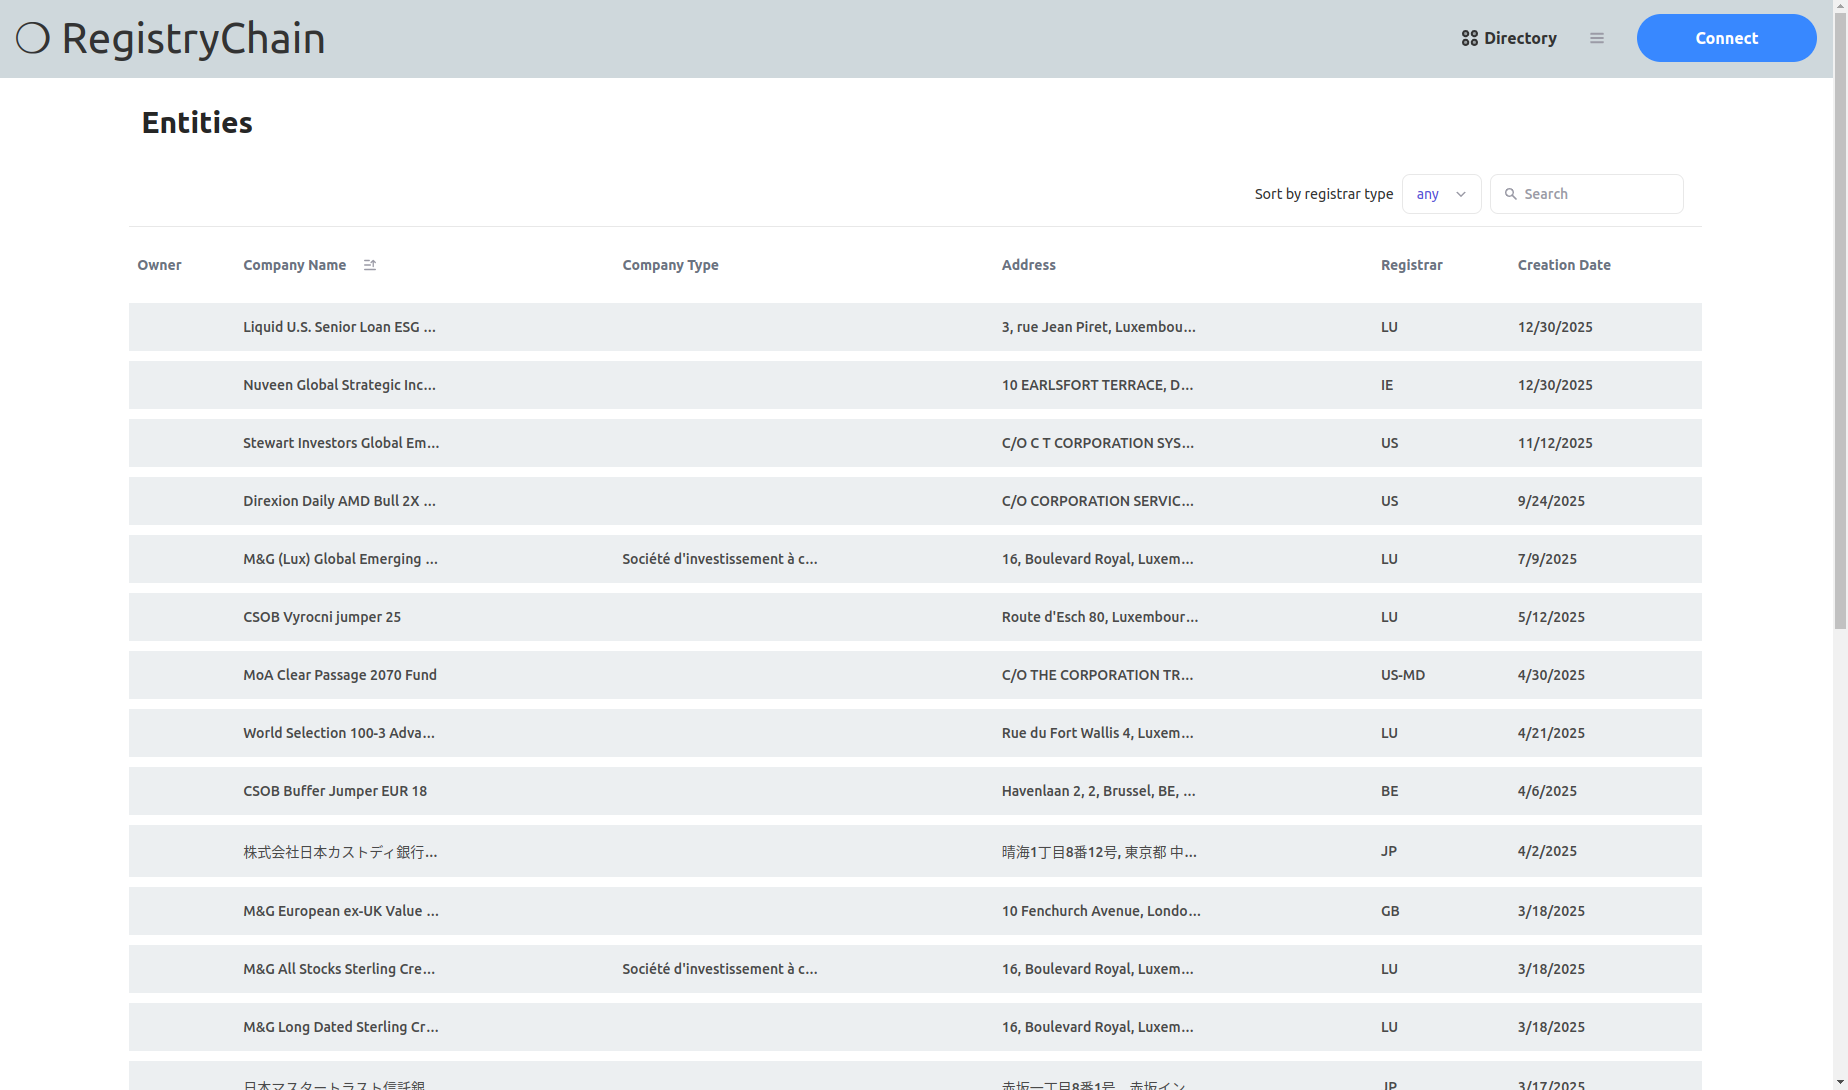 RegistryChain
Directory
Connect
Entities
Sort by registrar type any Search
Owner Company Name Company Type Address Registrar Creation Date
Liquid U.S. Senior Loan ESG ... 3, rue Jean Piret, Luxembou... LU 12/30/2025
Nuveen Global Strategic Inc... 10 EARLSFORT TERRACE, D... IE 12/30/2025
Stewart Investors Global Em... C/O C T CORPORATION SYS... US 11/12/2025
Direxion Daily AMD Bull 2X ... C/O CORPORATION SERVIC... US 9/24/2025
M&G (Lux) Global Emerging ... Société d'investissement à c... 16, Boulevard Royal, Luxem... LU 7/9/2025
CSOB Vyrocni jumper 25 Route d'Esch 80, Luxembour... LU 5/12/2025
MoA Clear Passage 2070 Fund C/O THE CORPORATION TR... US-MD 4/30/2025
World Selection 100-3 Adva... Rue du Fort Wallis 4, Luxem... LU 4/21/2025
CSOB Buffer Jumper EUR 18 Havenlaan 2, 2, Brussel, BE, ... BE 4/6/2025
株式会社日本カストディ銀行... 晴海1丁目8番12号, 東京都 中... JP 4/2/2025
M&G European ex-UK Value ... 10 Fenchurch Avenue, Londo... GB 3/18/2025
M&G All Stocks Sterling Cre... Société d'investissement à c... 16, Boulevard Royal, Luxem... LU 3/18/2025
M&G Long Dated Sterling Cr... 16, Boulevard Royal, Luxem... LU 3/18/2025
日本マスタートラスト信託銀... 赤坂一丁目8番1号 赤坂イン... JP 3/17/2025